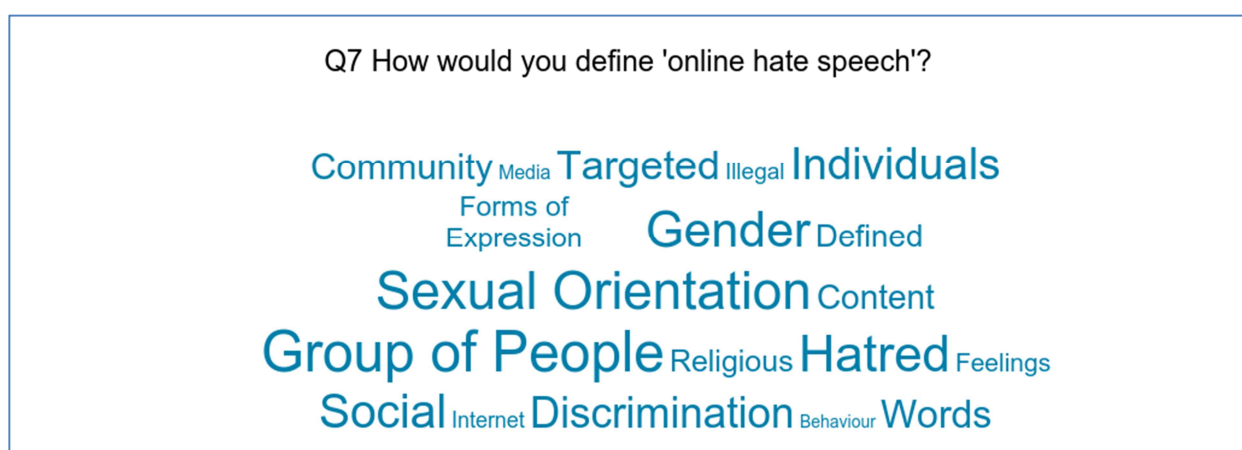 Q7 How would you define 'online hate speech'?
Community Media Targeted Illegal Individuals
Forms of
Expression Gender Defined
Sexual Orientation Content
Group of People Religious Hatred Feelings
Social Internet Discrimination Behaviour Words